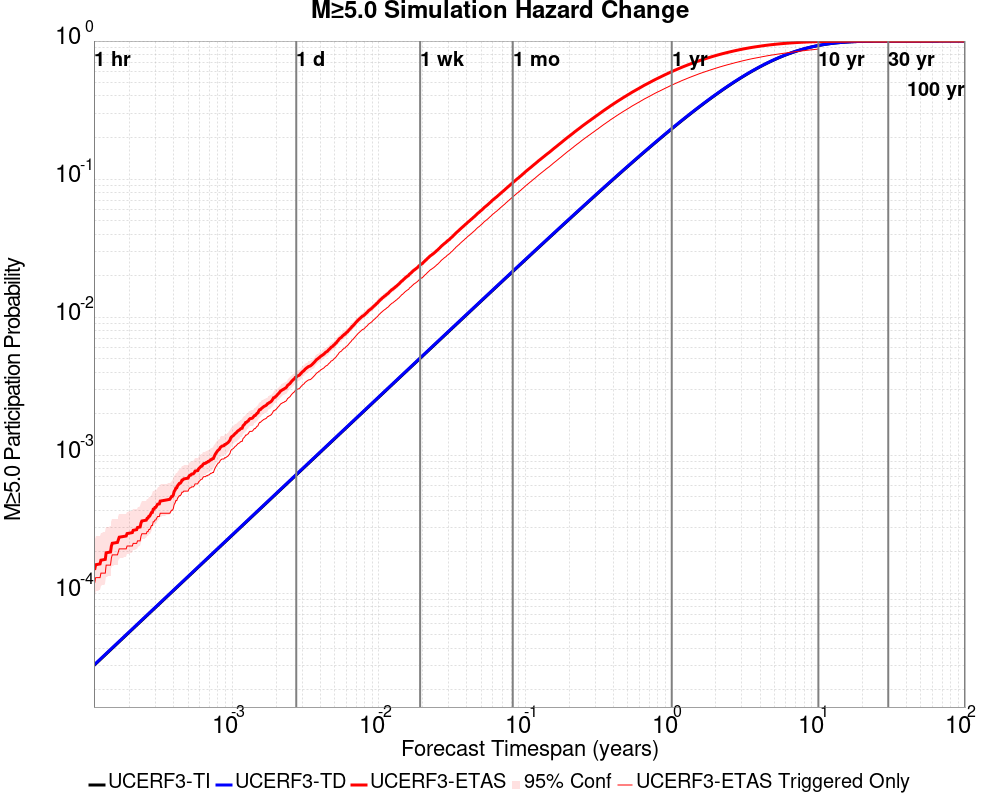 M≥5.0 Simulation Hazard Change
1 hr
1 d
1 wk
1 mo
1 yr
10 yr
30 yr
100 yr
10^0
10^-1
10^-2
10^-3
10^-4
M≥5.0 Participation Probability
10^-3
10^-2
10^-1
10^0
10^1
10^2
Forecast Timespan (years)
UCERF3-TI UCERF3-TD UCERF3-ETAS 95% Conf UCERF3-ETAS Triggered Only